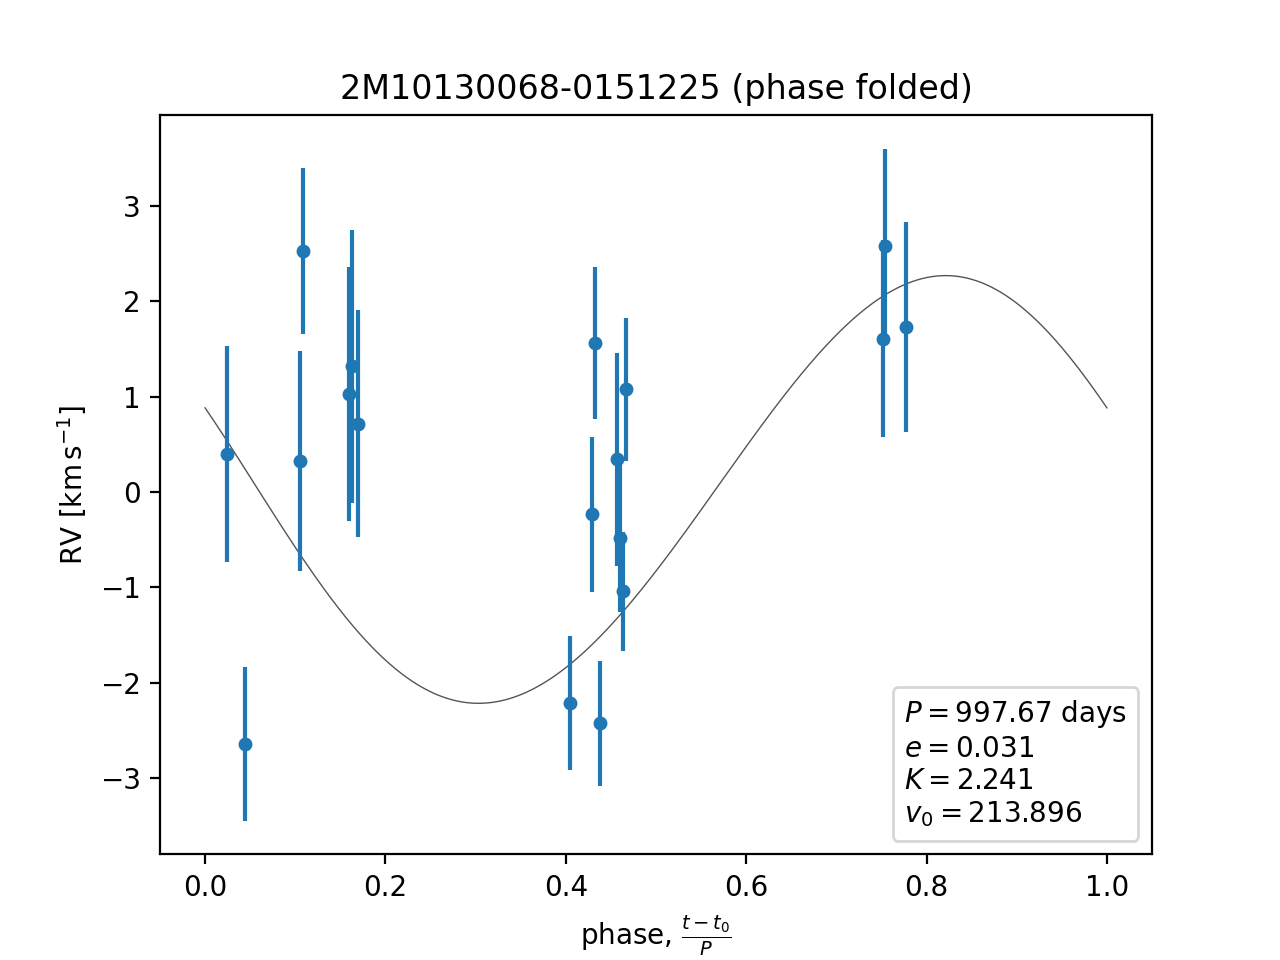 2M10130068-0151225 (phase folded)
RV [km s⁻¹]
3
2
1
0
−1
−2
−3
P = 997.67 days
e = 0.031
K = 2.241
v₀ = 213.896
0.0 0.2 0.4 0.6 0.8 1.0
phase, (t − t₀)/P